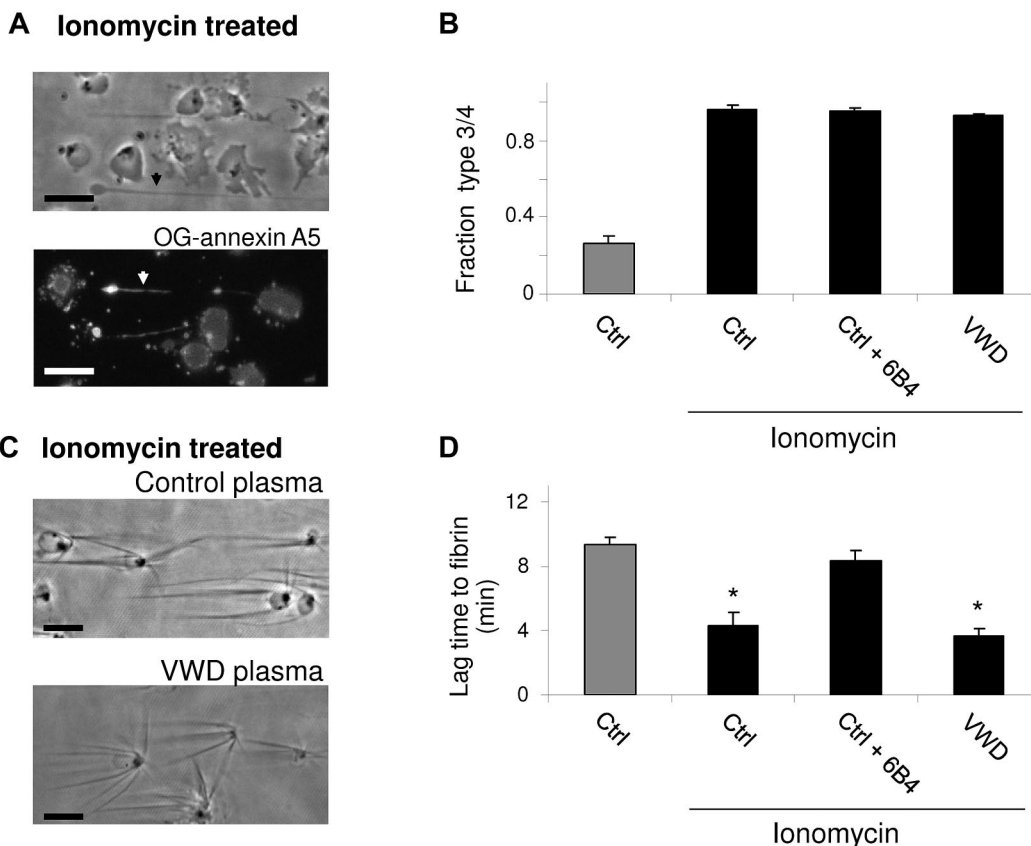 A Ionomycin treated
OG-annexin A5
B
Fraction type 3/4
0.8
0.4
0
Ctrl
Ctrl
Ctrl + 6B4
VWD
Ionomycin
C Ionomycin treated
Control plasma
VWD plasma
D
Lag time to fibrin
(min)
12
8
4
0
*
*
Ctrl
Ctrl
Ctrl + 6B4
VWD
Ionomycin